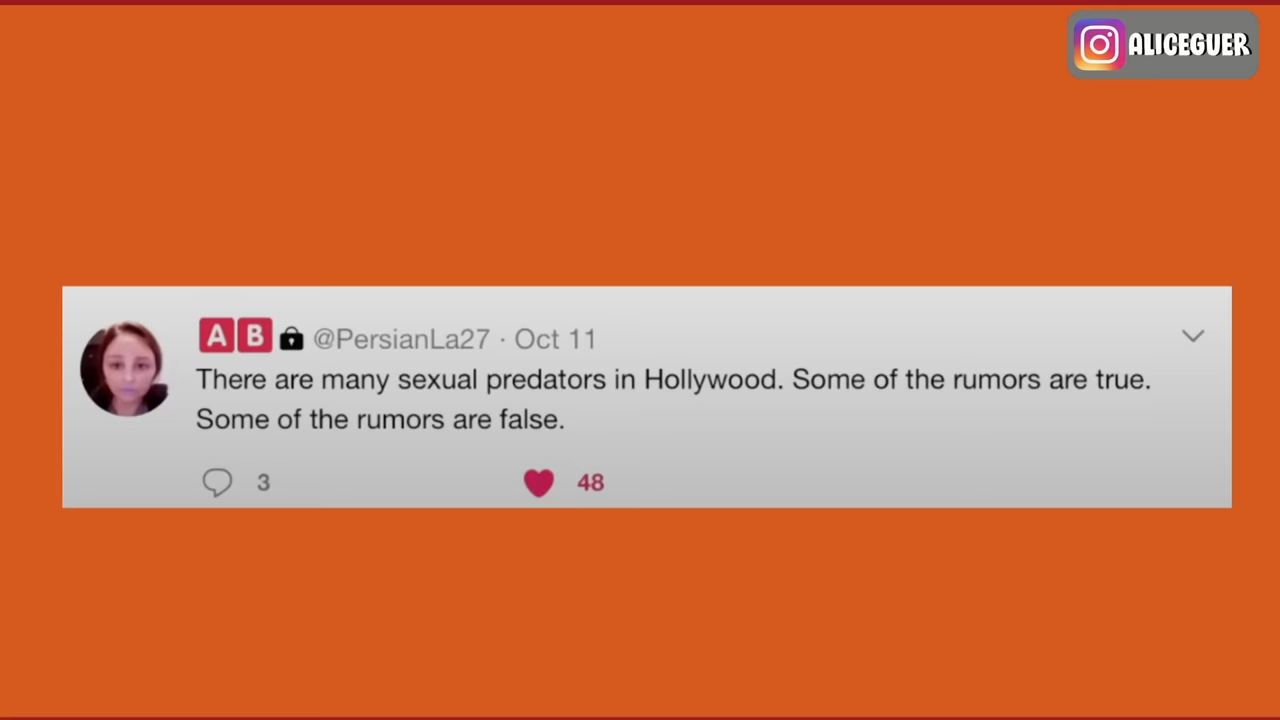 ALICEGUER
🅰🅱🔒 @PersianLa27 · Oct 11
There are many sexual predators in Hollywood. Some of the rumors are true.
Some of the rumors are false.
3 48